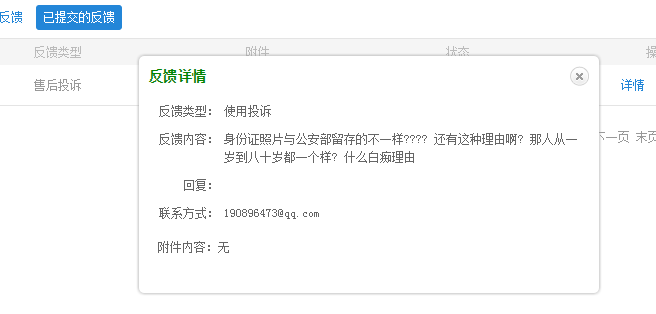 反馈 已提交的反馈
反馈类型 附件 状态 操
售后投诉 详情
反馈详情
反馈类型: 使用投诉
反馈内容: 身份证照片与公安部留存的不一样???? 还有这种理由啊? 那人从一
岁到八十岁都一个样? 什么白痴理由
回复:
联系方式: 190896473@qq.com
附件内容: 无
下一页 末页